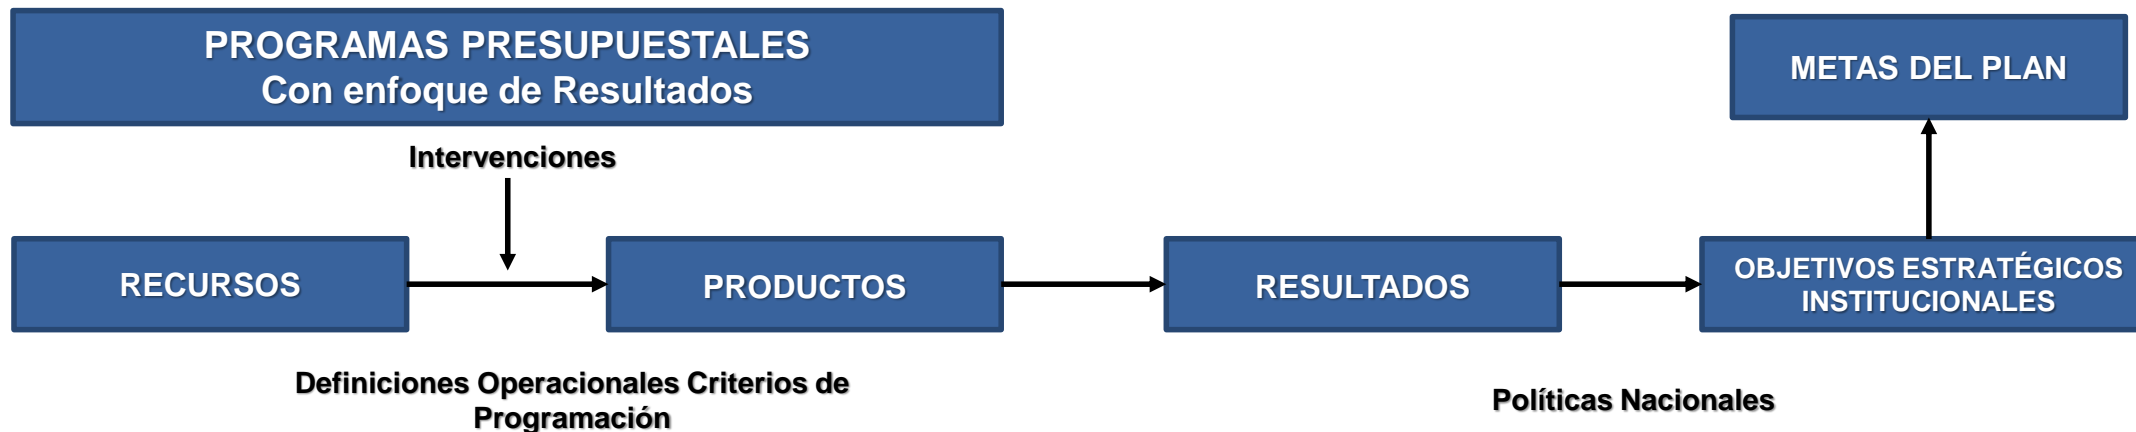 PROGRAMAS PRESUPUESTALES
Con enfoque de Resultados
METAS DEL PLAN
Intervenciones
RECURSOS
PRODUCTOS
RESULTADOS
OBJETIVOS ESTRATÉGICOS
INSTITUCIONALES
Definiciones Operacionales Criterios de
Programación
Políticas Nacionales